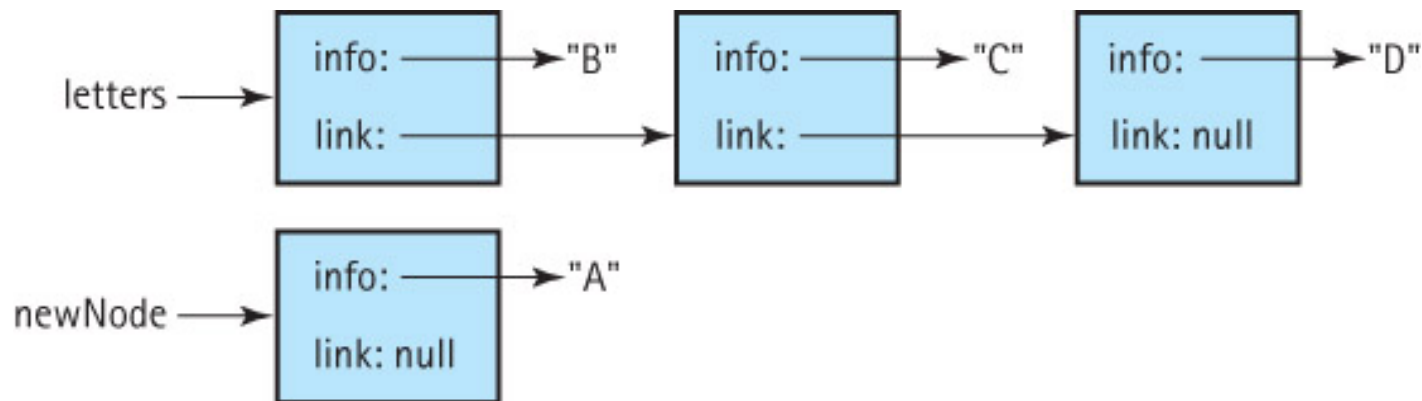 info: "B" info: "C" info: "D"
letters
link: link: link: null
info: "A"
newNode
link: null